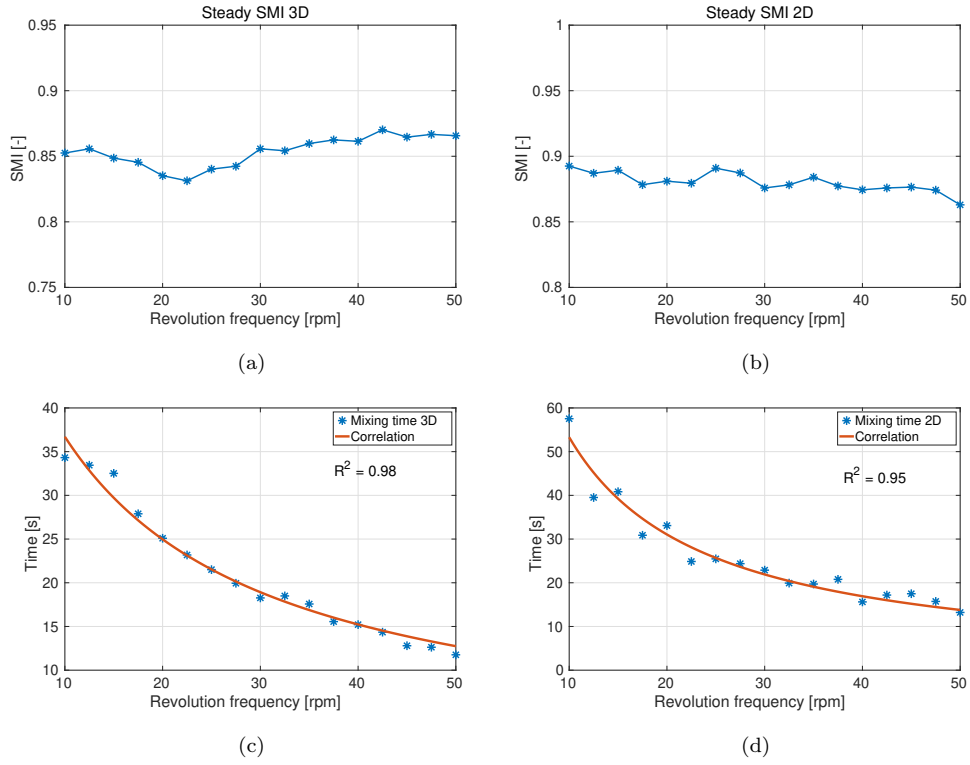 Steady SMI 3D
0.95
0.9
0.85
0.8
0.75
SMI [-]
10 20 30 40 50
Revolution frequency [rpm]
(a)
Steady SMI 2D
1
0.95
0.9
0.85
0.8
SMI [-]
10 20 30 40 50
Revolution frequency [rpm]
(b)
40
35
30
25
20
15
10
Time [s]
Mixing time 3D
Correlation
R² = 0.98
10 20 30 40 50
Revolution frequency [rpm]
(c)
60
50
40
30
20
10
0
Time [s]
Mixing time 2D
Correlation
R² = 0.95
10 20 30 40 50
Revolution frequency [rpm]
(d)